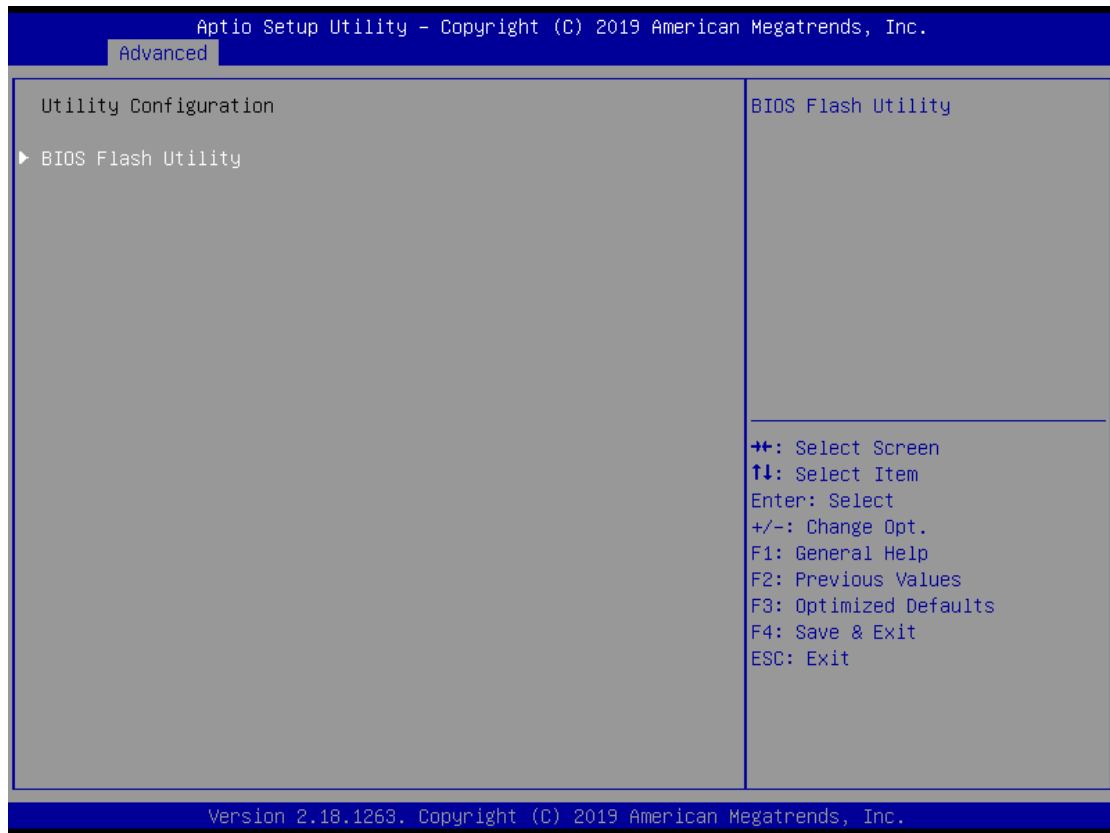 Aptio Setup Utility – Copyright (C) 2019 American Megatrends, Inc.
Advanced
Utility Configuration
BIOS Flash Utility
BIOS Flash Utility
→←: Select Screen
↑↓: Select Item
Enter: Select
+/-: Change Opt.
F1: General Help
F2: Previous Values
F3: Optimized Defaults
F4: Save & Exit
ESC: Exit
Version 2.18.1263. Copyright (C) 2019 American Megatrends, Inc.